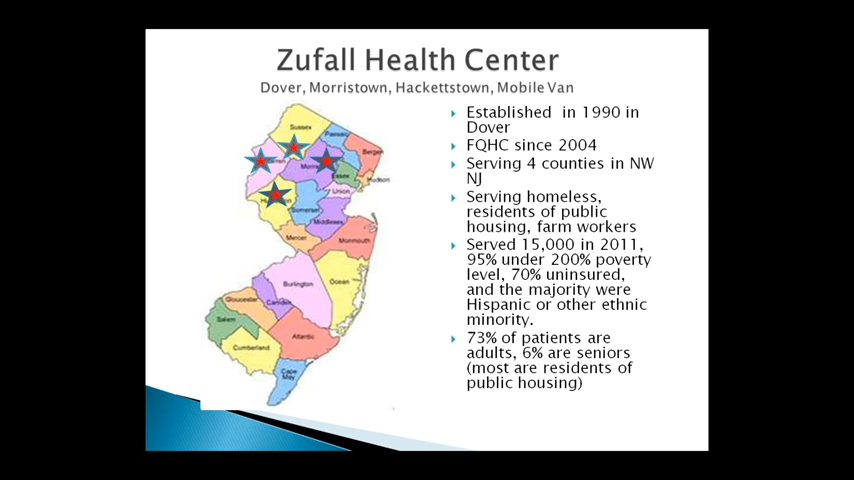 Zufall Health Center
Dover, Morristown, Hackettstown, Mobile Van
Established in 1990 in
Dover
FQHC since 2004
Serving 4 counties in NW
NJ
Serving homeless,
residents of public
housing, farm workers
Served 15,000 in 2011,
95% under 200% poverty
level, 70% uninsured,
and the majority were
Hispanic or other ethnic
minority.
73% of patients are
adults, 6% are seniors
(most are residents of
public housing)
Sussex
Passaic
Bergen
Essex
Hudson
Union
Somerset
Middlesex
Mercer
Monmouth
Ocean
Burlington
Gloucester
Camden
Salem
Atlantic
Cumberland
Cape
May